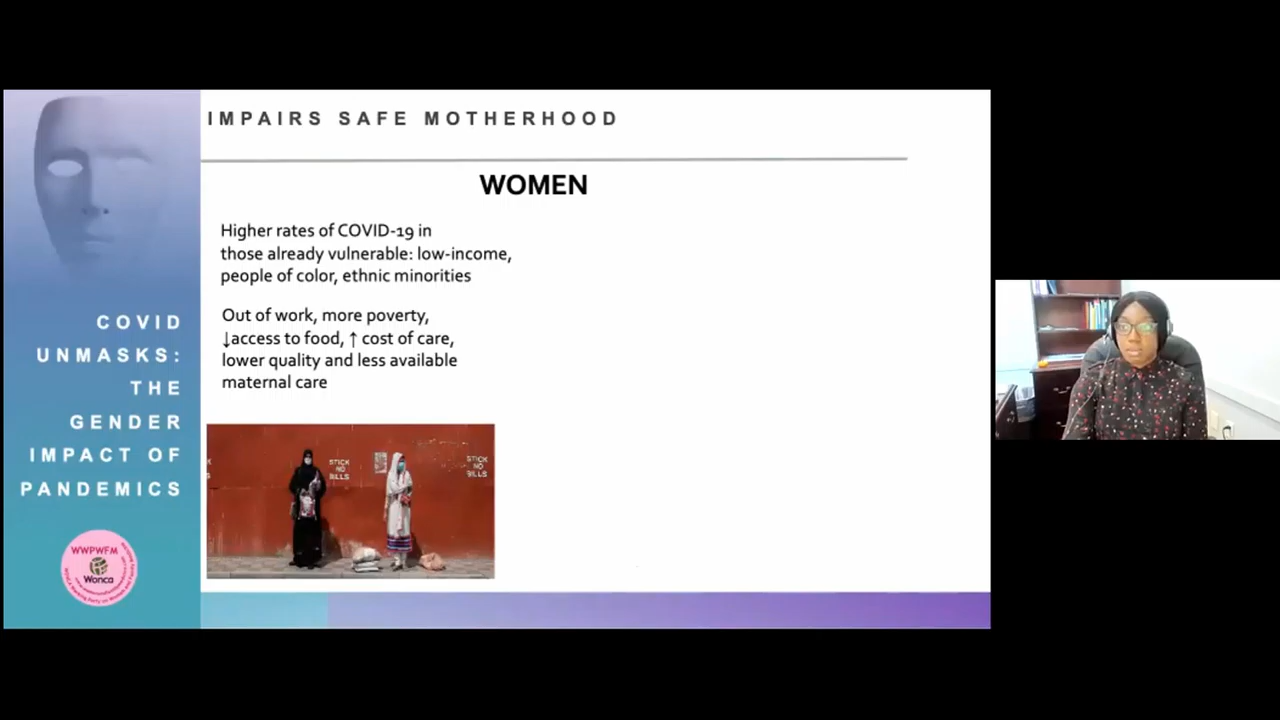 IMPAIRS SAFE MOTHERHOOD
WOMEN
Higher rates of COVID-19 in
those already vulnerable: low-income,
people of color, ethnic minorities
Out of work, more poverty,
↓access to food, ↑ cost of care,
lower quality and less available
maternal care
STICK
NO
BILLS
STICK
NO
BILLS
COVID
UNMASKS:
THE
GENDER
IMPACT OF
PANDEMICS
WWPWFM
Wonca